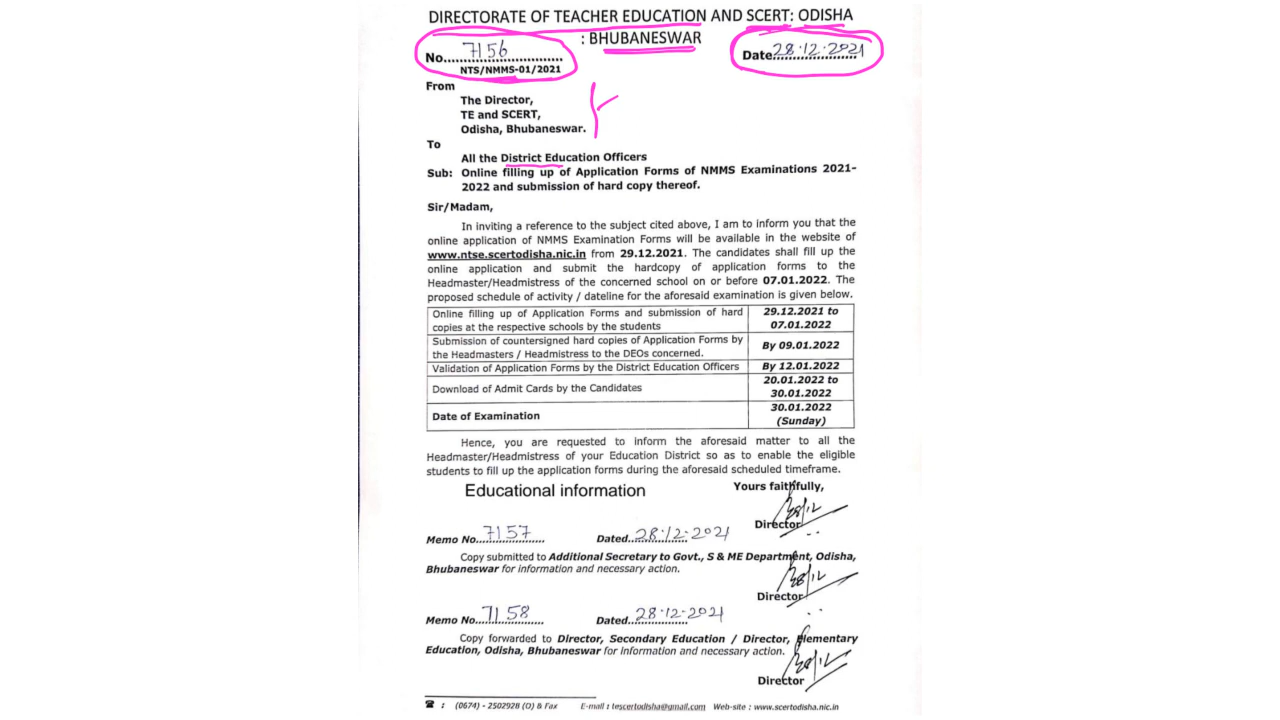 DIRECTORATE OF TEACHER EDUCATION AND SCERT: ODISHA
: BHUBANESWAR
No...7156...
NTS/NMMS-01/2021
Date...28.12.2021
From
The Director,
TE and SCERT,
Odisha, Bhubaneswar.
To
All the District Education Officers
Sub: Online filling up of Application Forms of NMMS Examinations 2021-
2022 and submission of hard copy thereof.
Sir/Madam,
In inviting a reference to the subject cited above, I am to inform you that the
online application of NMMS Examination Forms will be available in the website of
www.ntse.scertodisha.nic.in from 29.12.2021. The candidates shall fill up the
online application and submit the hardcopy of application forms to the
Headmaster/Headmistress of the concerned school on or before 07.01.2022. The
proposed schedule of activity / dateline for the aforesaid examination is given below.
Online filling up of Application Forms and submission of hard
copies at the respective schools by the students
29.12.2021 to
07.01.2022
Submission of countersigned hard copies of Application Forms by
the Headmasters / Headmistress to the DEOs concerned.
By 09.01.2022
Validation of Application Forms by the District Education Officers
By 12.01.2022
Download of Admit Cards by the Candidates
20.01.2022 to
30.01.2022
Date of Examination
30.01.2022
(Sunday)
Hence, you are requested to inform the aforesaid matter to all the
Headmaster/Headmistress of your Education District so as to enable the eligible
students to fill up the application forms during the aforesaid scheduled timeframe.
Educational information
Yours faithfully,
28/12
Director
Memo No...7157... Dated...28.12.2021
Copy submitted to Additional Secretary to Govt., S & ME Department, Odisha,
Bhubaneswar for information and necessary action.
28/12
Director
Memo No...7158... Dated...28.12.2021
Copy forwarded to Director, Secondary Education / Director, Elementary
Education, Odisha, Bhubaneswar for information and necessary action.
28/12
Director
☎ : (0674) - 2502928 (O) & Fax E-mail : tescertodisha@gmail.com Web-site : www.scertodisha.nic.in